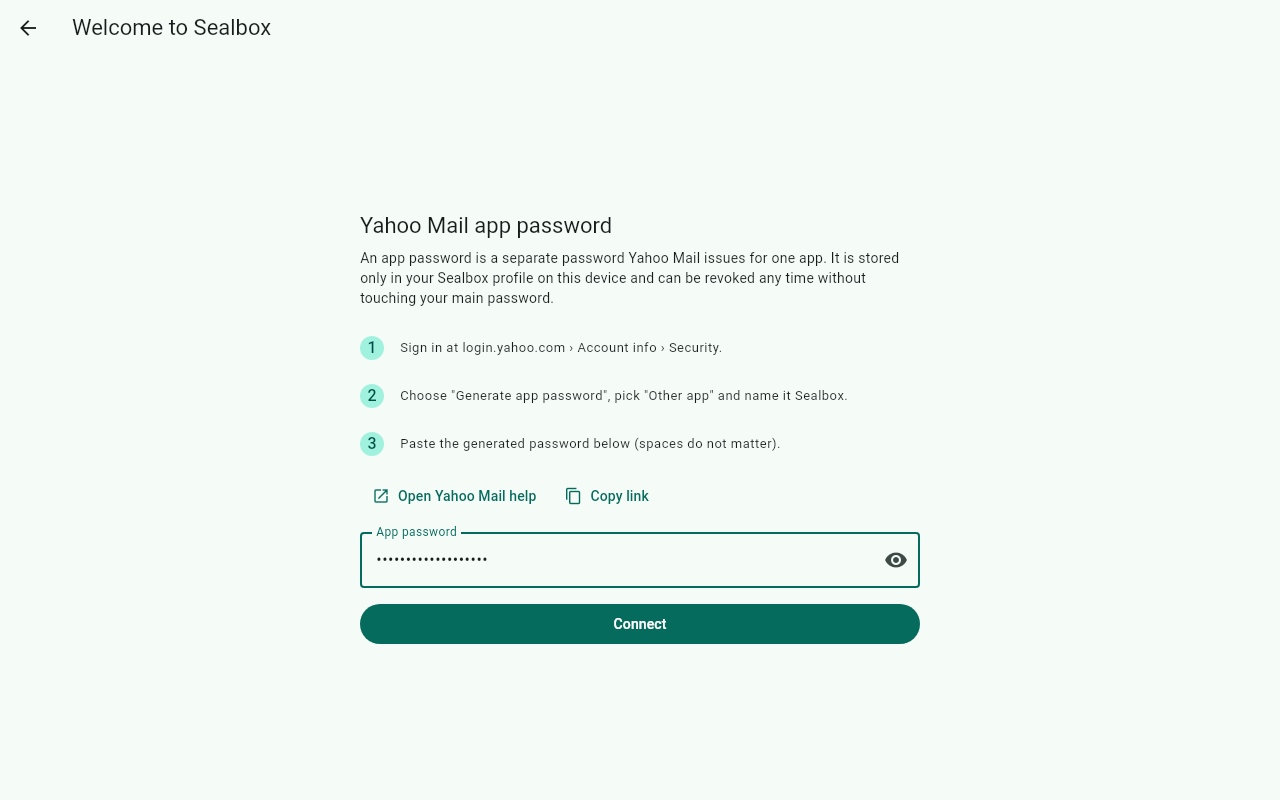 Welcome to Sealbox
Yahoo Mail app password
An app password is a separate password Yahoo Mail issues for one app. It is stored
only in your Sealbox profile on this device and can be revoked any time without
touching your main password.
1 Sign in at login.yahoo.com › Account info › Security.
2 Choose "Generate app password", pick "Other app" and name it Sealbox.
3 Paste the generated password below (spaces do not matter).
Open Yahoo Mail help Copy link
App password
•••••••••••••••••••
Connect